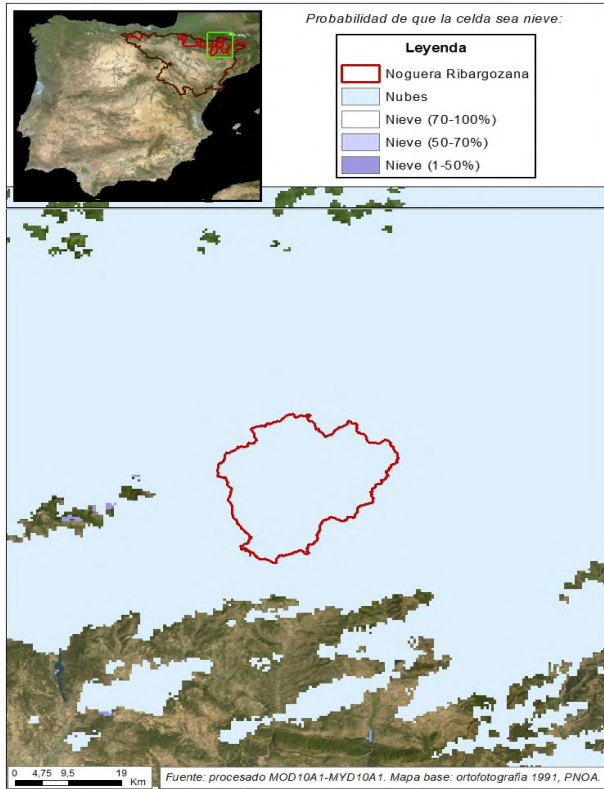 Probabilidad de que la celda sea nieve:
Leyenda
Noguera Ribargozana
Nubes
Nieve (70-100%)
Nieve (50-70%)
Nieve (1-50%)
0 4,75 9,5 19
Km
Fuente: procesado MOD10A1-MYD10A1. Mapa base: ortofotografia 1991, PNOA.